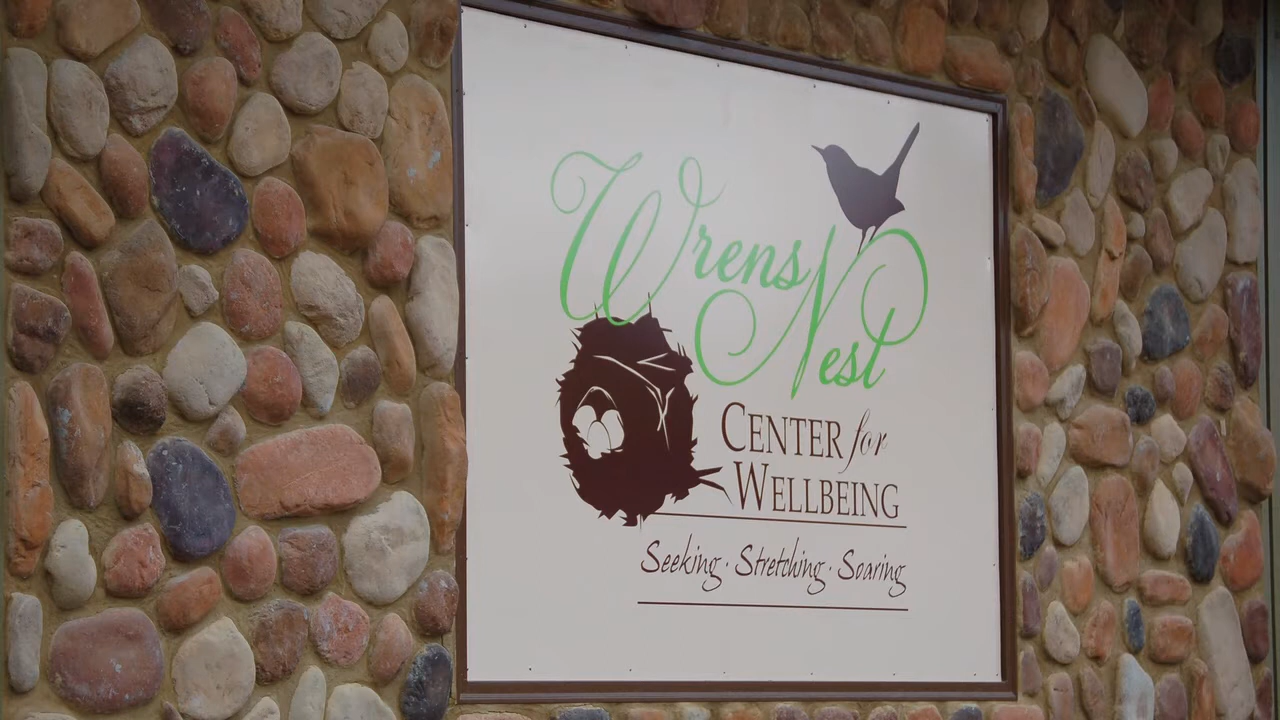 Wrens
Nest
CENTER for
WELLBEING
Seeking · Stretching · Soaring